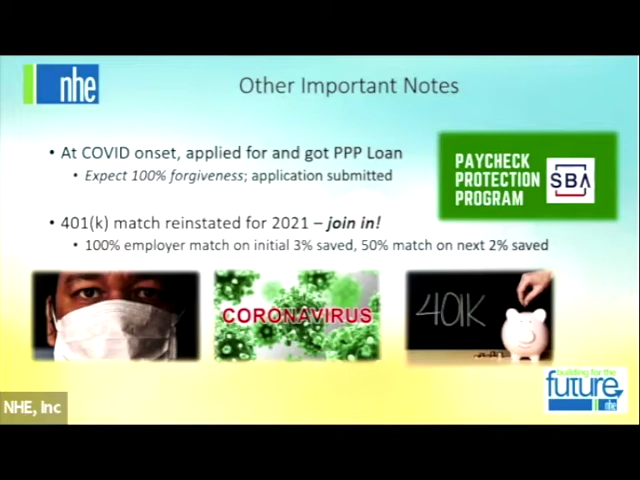 nhe
Other Important Notes
• At COVID onset, applied for and got PPP Loan
• Expect 100% forgiveness; application submitted
PAYCHECK
PROTECTION
PROGRAM
SBA
• 401(k) match reinstated for 2021 – join in!
• 100% employer match on initial 3% saved, 50% match on next 2% saved
CORONAVIRUS
401K
building for the
future
nhe
NHE, Inc